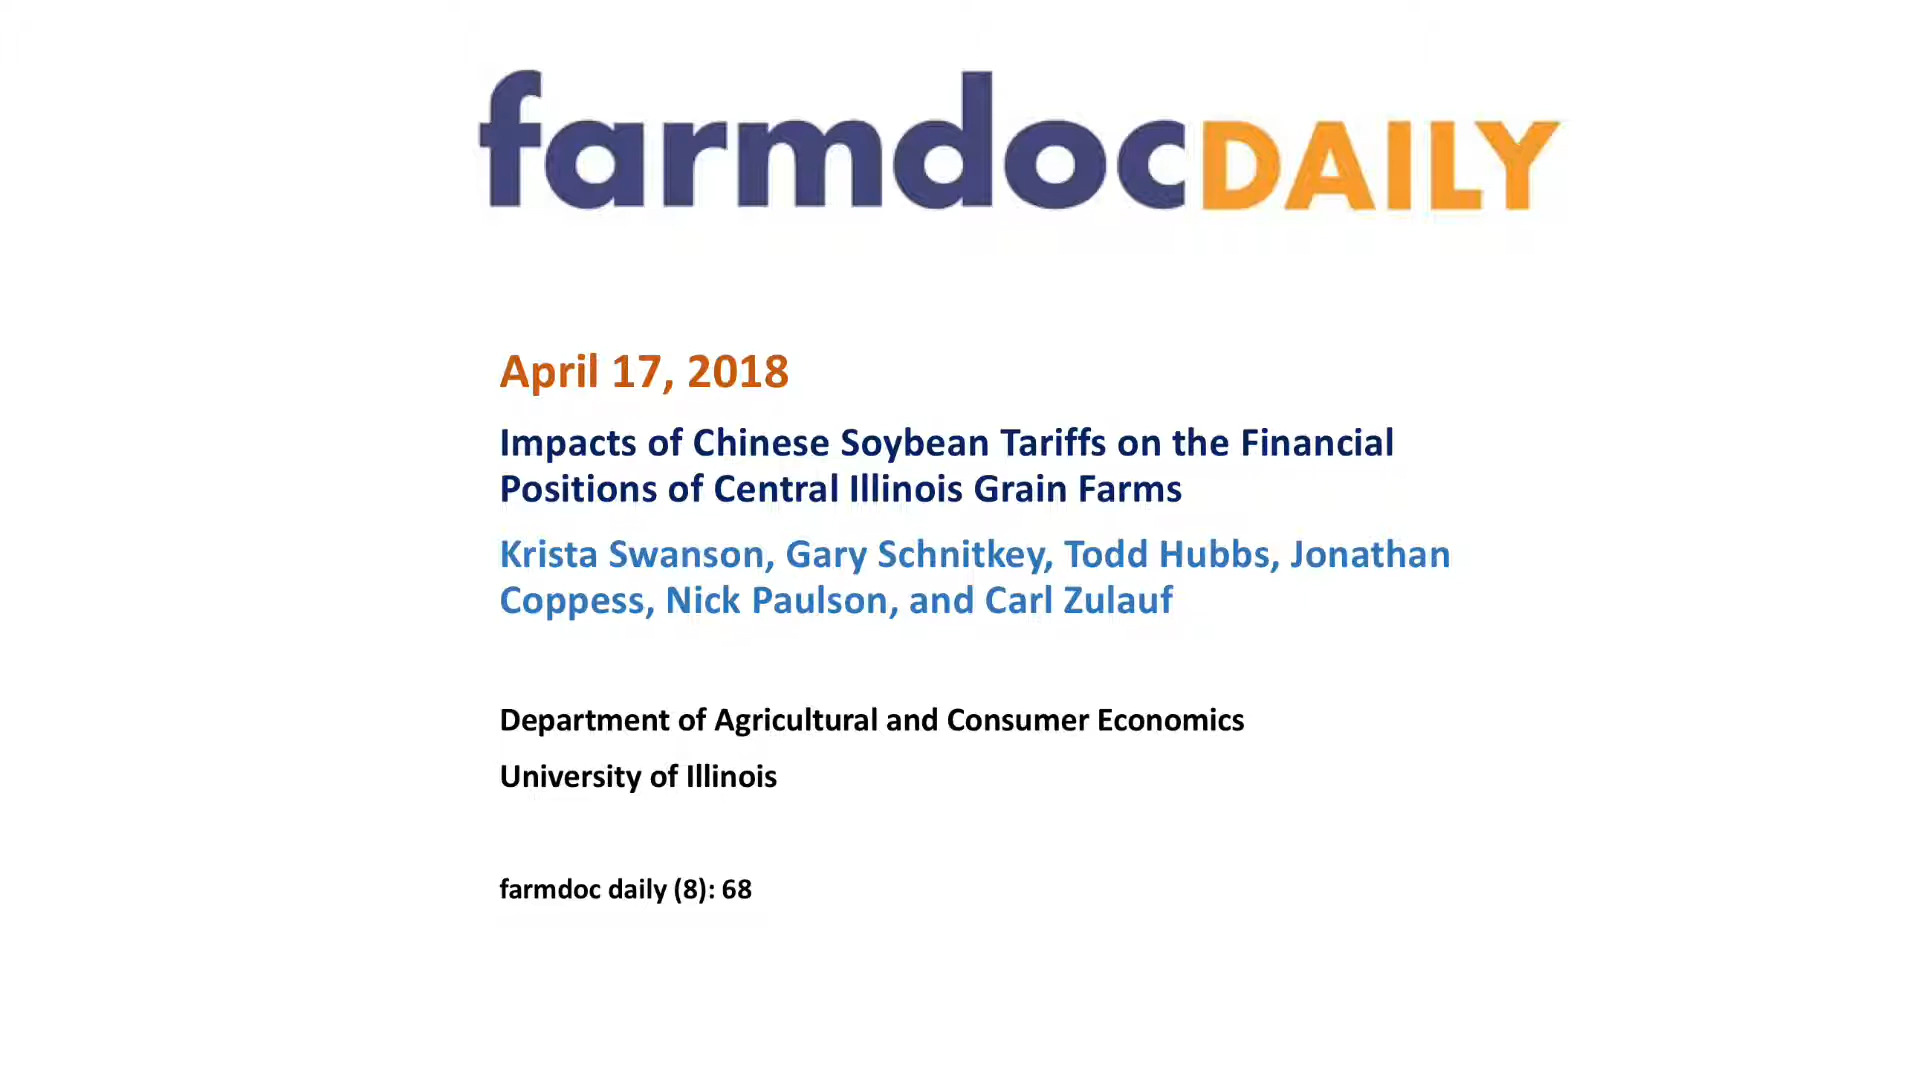 farmdocDAILY
April 17, 2018
Impacts of Chinese Soybean Tariffs on the Financial
Positions of Central Illinois Grain Farms
Krista Swanson, Gary Schnitkey, Todd Hubbs, Jonathan
Coppess, Nick Paulson, and Carl Zulauf
Department of Agricultural and Consumer Economics
University of Illinois
farmdoc daily (8): 68